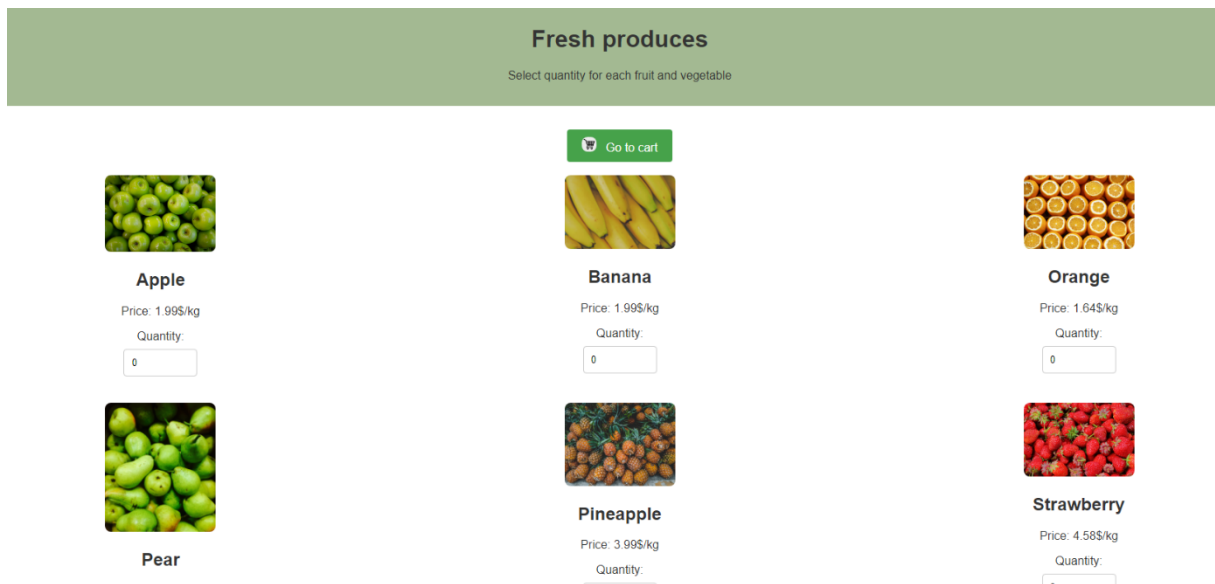 Fresh produces
Select quantity for each fruit and vegetable
Go to cart
Apple
Price: 1.99$/kg
Quantity:
0
Banana
Price: 1.99$/kg
Quantity:
0
Orange
Price: 1.64$/kg
Quantity:
0
Pear
Pineapple
Price: 3.99$/kg
Quantity:
Strawberry
Price: 4.58$/kg
Quantity: